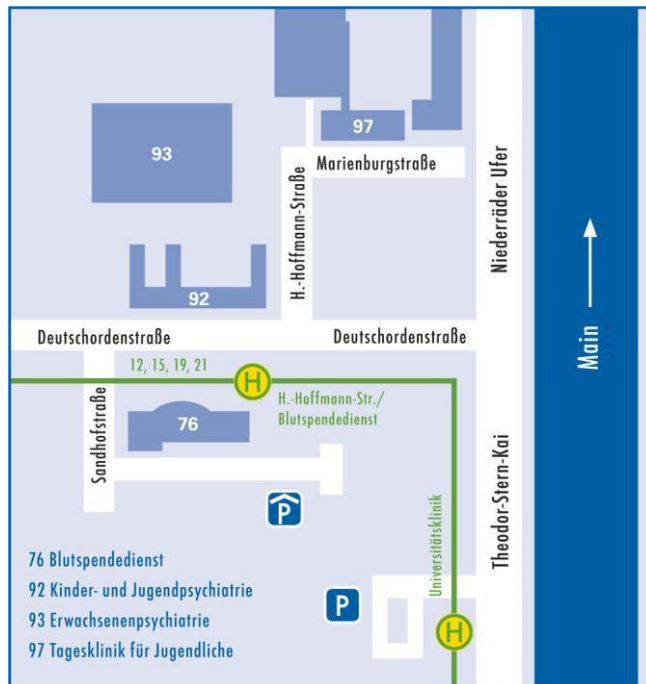 97
93
Marienburgstraße
Niederräder Ufer
H.-Hoffmann-Straße
92
Deutschordenstraße
Deutschordenstraße
Main
12, 15, 19, 21
H
H.-Hoffmann-Str./
Blutspendedienst
76
Sandhofstraße
Theodor-Stern-Kai
P
Universitätsklinik
76 Blutspendedienst
92 Kinder- und Jugendpsychiatrie
93 Erwachsenenpsychiatrie
97 Tagesklinik für Jugendliche
P
H